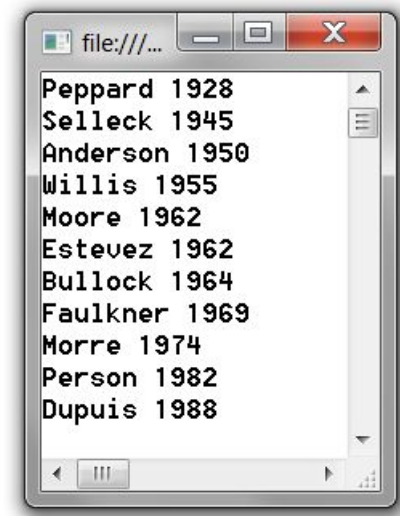 file:///...
Peppard 1928
Selleck 1945
Anderson 1950
Willis 1955
Moore 1962
Estevez 1962
Bullock 1964
Faulkner 1969
Morre 1974
Person 1982
Dupuis 1988